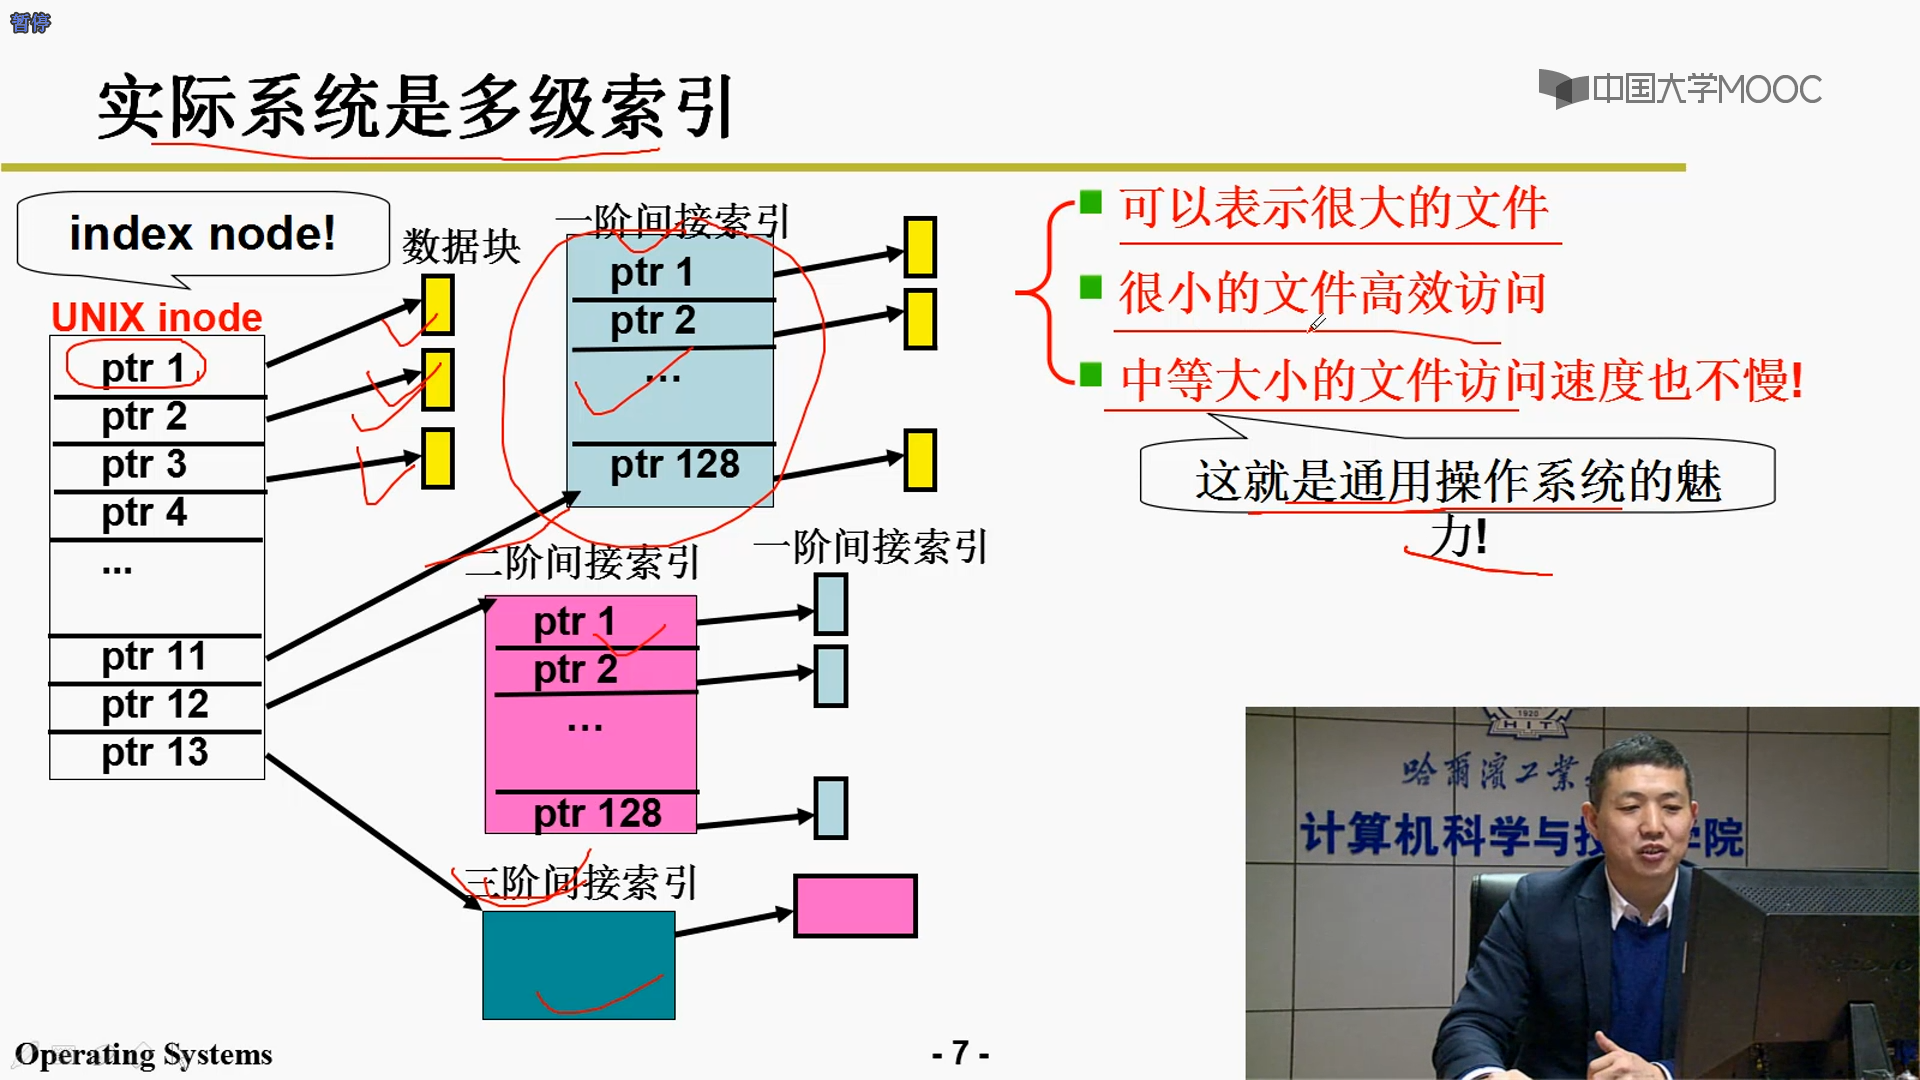 暂停
实际系统是多级索引
中国大学MOOC
index node!
数据块
UNIX inode
ptr 1
ptr 2
ptr 3
ptr 4
...
ptr 11
ptr 12
ptr 13
一阶间接索引
ptr 1
ptr 2
...
ptr 128
二阶间接索引
一阶间接索引
ptr 1
ptr 2
...
ptr 128
三阶间接索引
可以表示很大的文件
很小的文件高效访问
中等大小的文件访问速度也不慢!
这就是通用操作系统的魅
力!
1920
HIT
哈爾濱工業
计算机科学与技 学院
Operating Systems
- 7 -